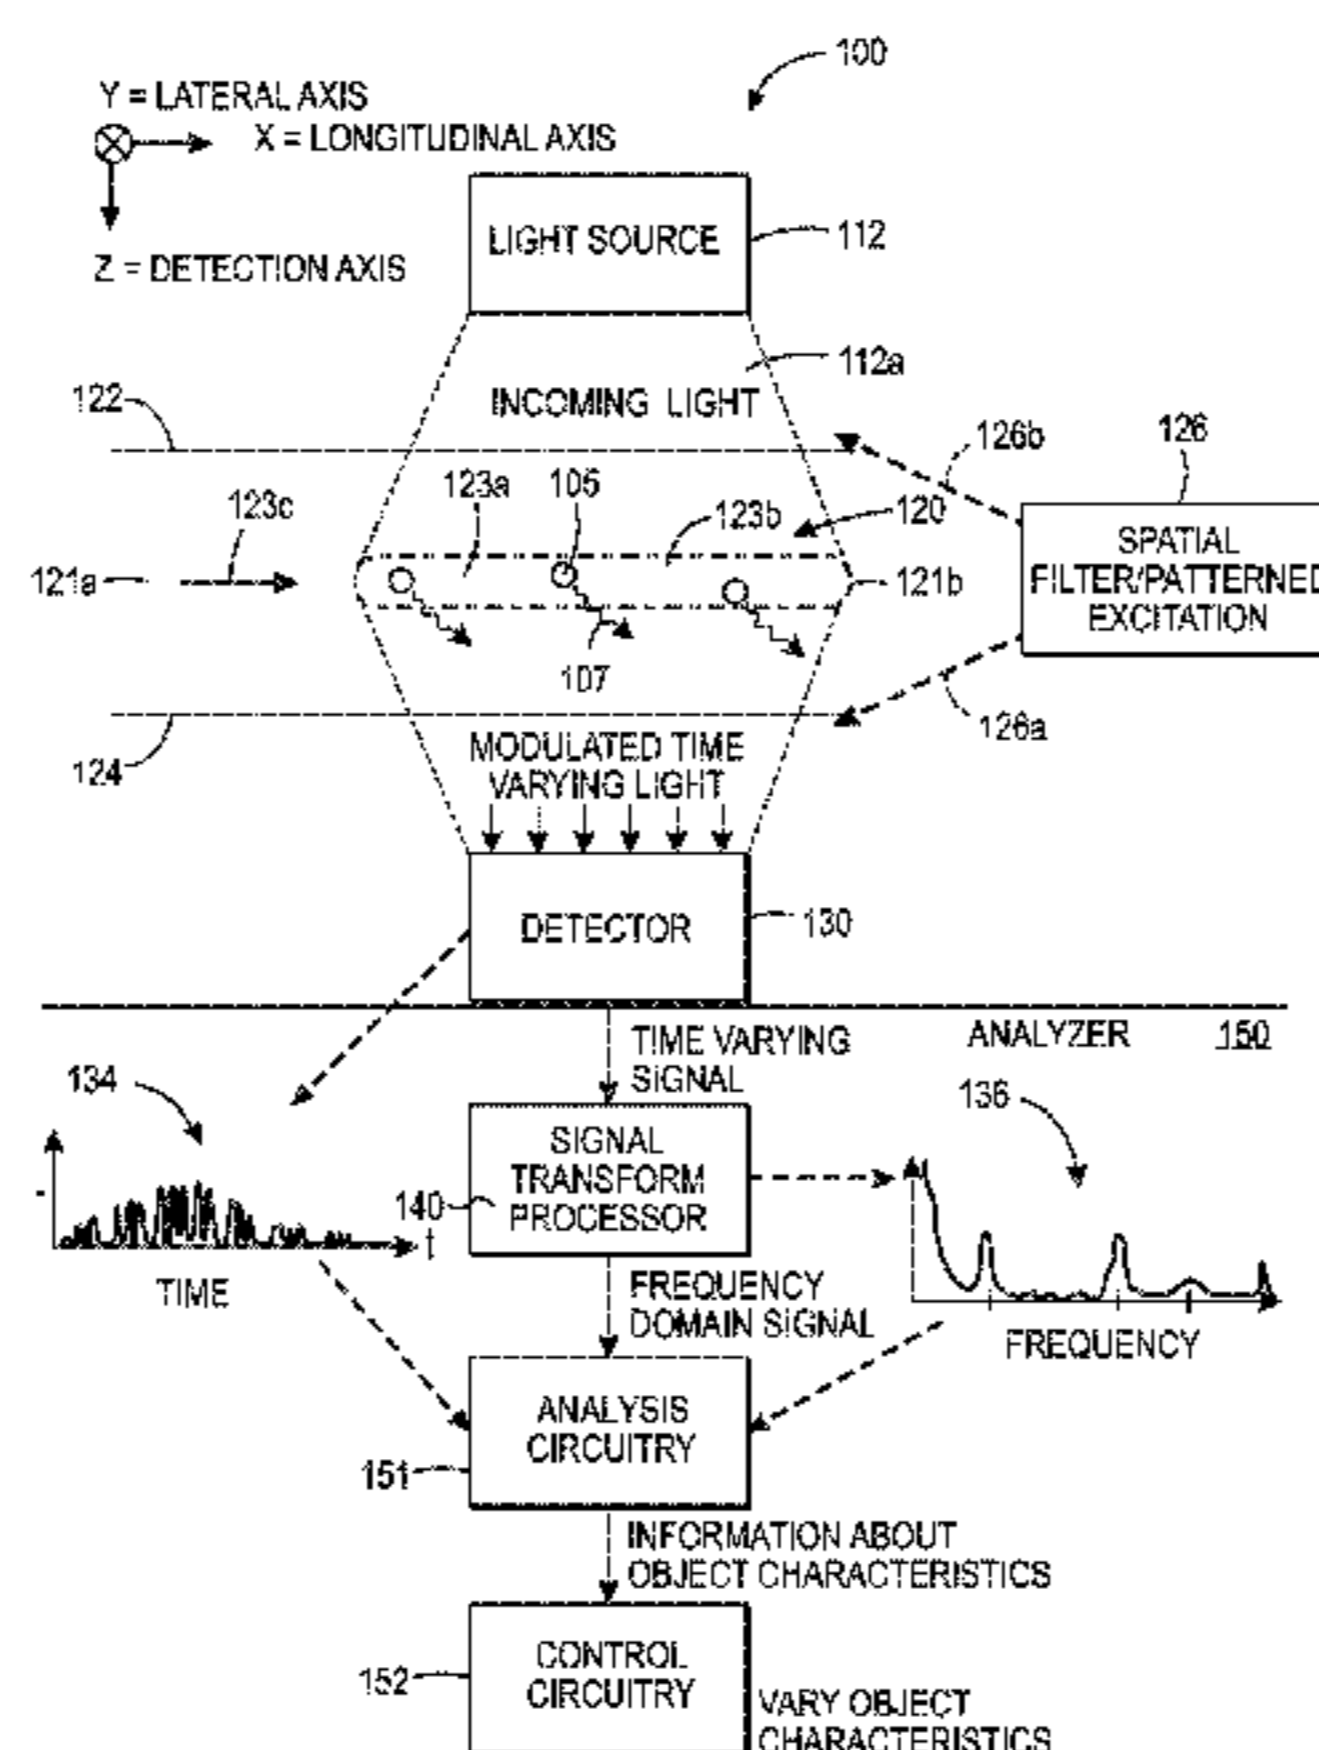 100
Y = LATERAL AXIS
X = LONGITUDINAL AXIS
Z = DETECTION AXIS
LIGHT SOURCE
112
112a
INCOMING LIGHT
122
126b
126
123a
105
123b
120
123c
121a
121b
SPATIAL
FILTER/PATTERNED
EXCITATION
107
126a
124
MODULATED TIME
VARYING LIGHT
DETECTOR
130
TIME VARYING
SIGNAL
ANALYZER
150
134
136
SIGNAL
TRANSFORM
PROCESSOR
140
t
TIME
FREQUENCY
DOMAIN SIGNAL
FREQUENCY
ANALYSIS
CIRCUITRY
151
INFORMATION ABOUT
OBJECT CHARACTERISTICS
CONTROL
CIRCUITRY
152
VARY OBJECT
CHARACTERISTICS